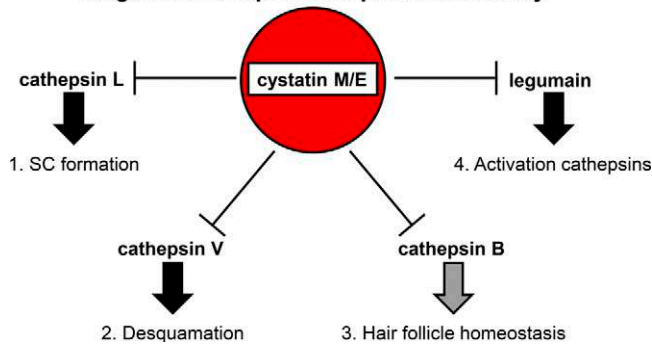 cathepsin L
cystatin M/E
legumain
1. SC formation
4. Activation cathepsins
cathepsin V
cathepsin B
2. Desquamation
3. Hair follicle homeostasis